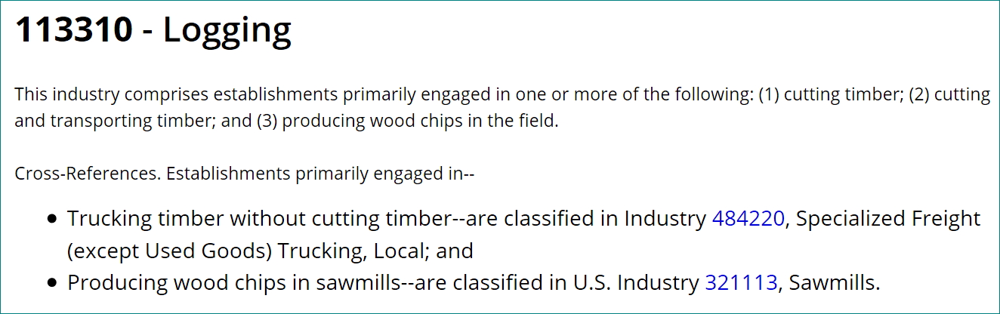 113310 - Logging
This industry comprises establishments primarily engaged in one or more of the following: (1) cutting timber; (2) cutting
and transporting timber; and (3) producing wood chips in the field.
Cross-References. Establishments primarily engaged in--
• Trucking timber without cutting timber--are classified in Industry 484220, Specialized Freight
(except Used Goods) Trucking, Local; and
• Producing wood chips in sawmills--are classified in U.S. Industry 321113, Sawmills.